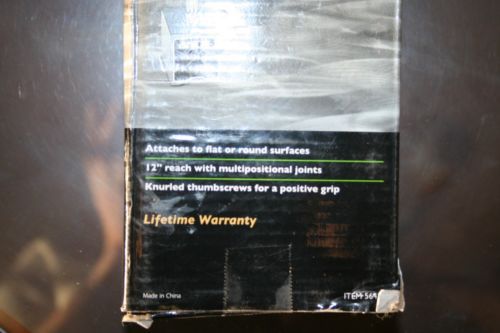 Attaches to flat or round surfaces
12" reach with multipositional joints
Knurled thumbscrews for a positive grip
Lifetime Warranty
Made in China
ITEM